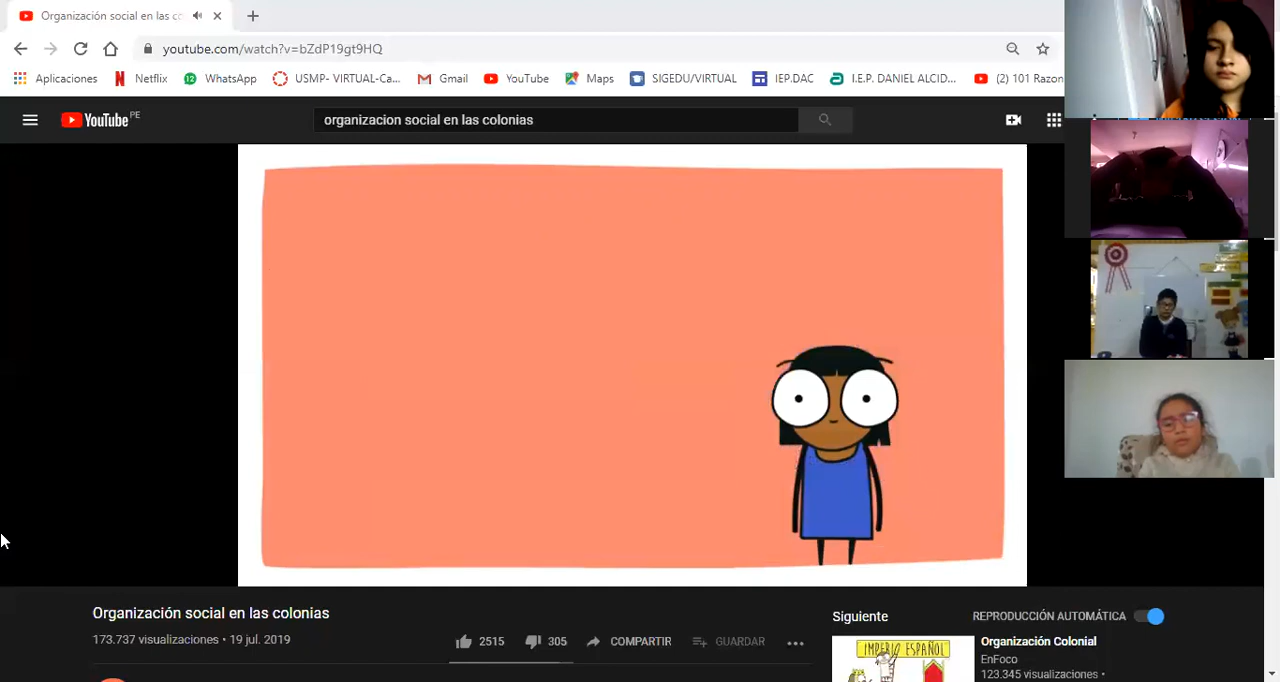 Organización social en las co
youtube.com/watch?v=bZdP19gt9HQ
Aplicaciones Netflix WhatsApp USMP- VIRTUAL-Ca... Gmail YouTube Maps SIGEDU/VIRTUAL IEP.DAC I.E.P. DANIEL ALCID... (2) 101 Razon
YouTube PE organizacion social en las colonias
Organización social en las colonias
173.737 visualizaciones • 19 jul. 2019
2515 305 COMPARTIR GUARDAR
Siguiente REPRODUCCIÓN AUTOMÁTICA
IMPERIO ESPAÑOL
Organización Colonial
EnFoco
123.345 visualizaciones •